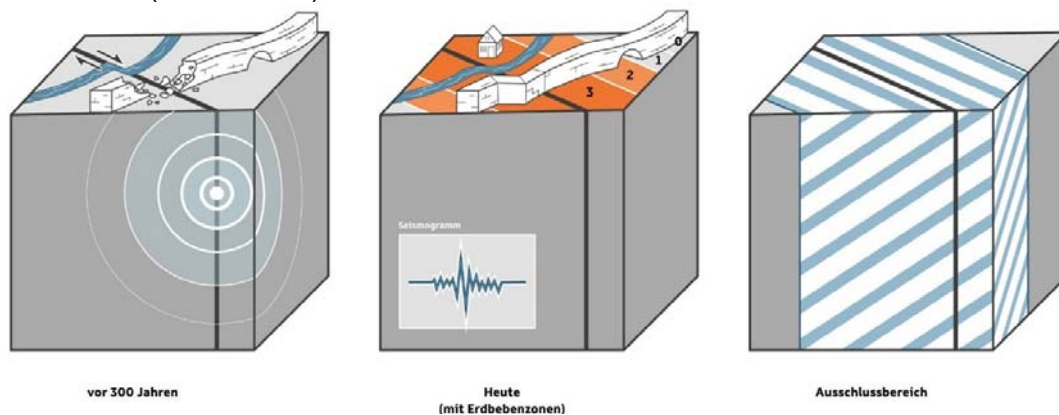 0
1
2
3
Seismogramm
vor 300 Jahren
Heute
(mit Erdbebenzonen)
Ausschlussbereich